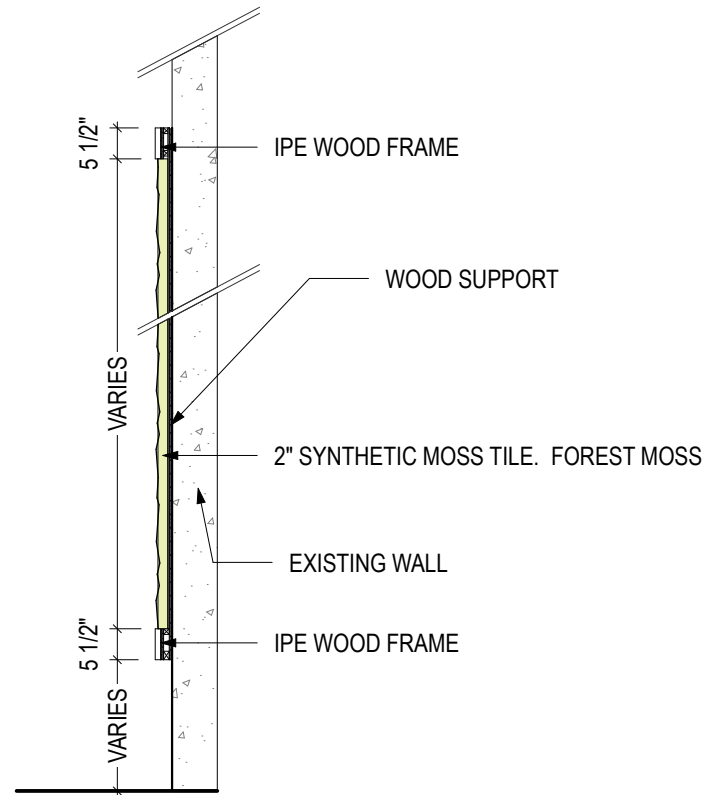 5 1/2"
IPE WOOD FRAME
WOOD SUPPORT
VARIES
2" SYNTHETIC MOSS TILE.  FOREST MOSS
EXISTING WALL
5 1/2"
IPE WOOD FRAME
VARIES